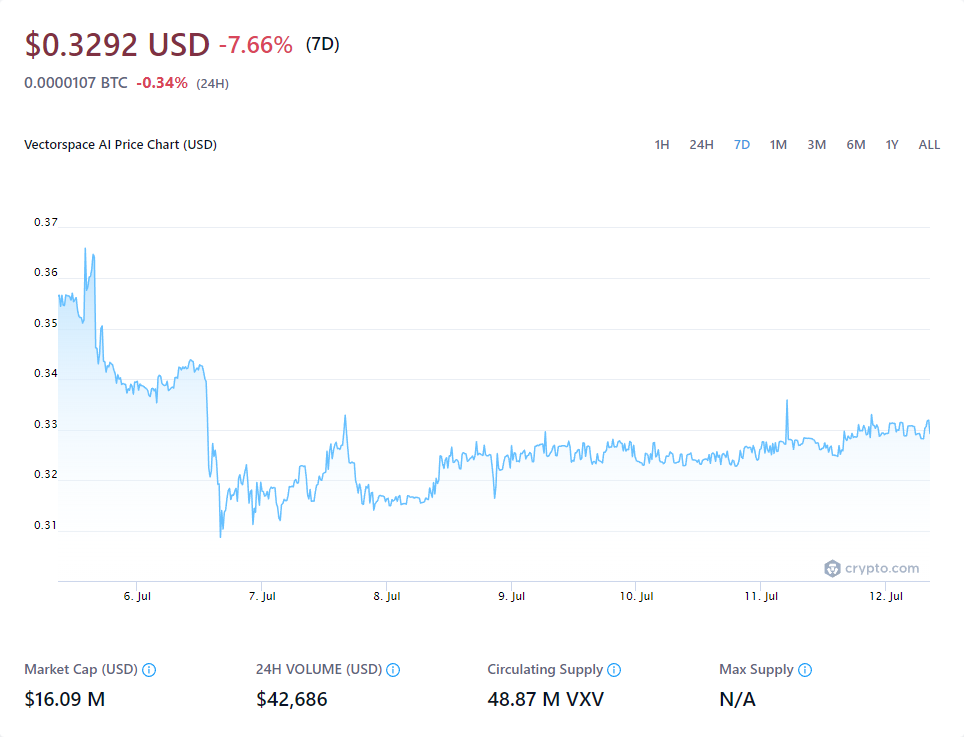 $0.3292 USD -7.66% (7D)
0.0000107 BTC -0.34% (24H)
Vectorspace AI Price Chart (USD) 1H 24H 7D 1M 3M 6M 1Y ALL
0.37
0.36
0.35
0.34
0.33
0.32
0.31
crypto.com
6. Jul 7. Jul 8. Jul 9. Jul 10. Jul 11. Jul 12. Jul
Market Cap (USD) 24H VOLUME (USD) Circulating Supply Max Supply
$16.09 M $42,686 48.87 M VXV N/A